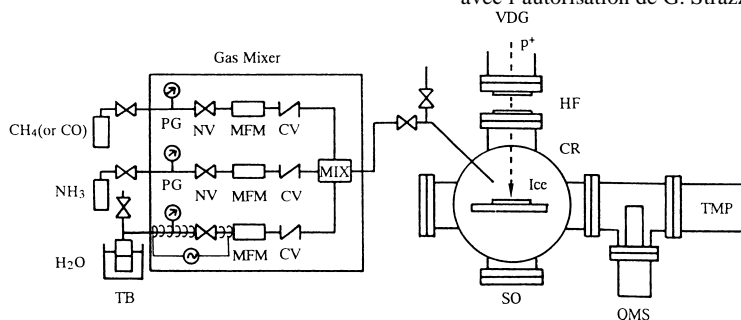 avec l'autorisation de G. Strazz
VDG
p+
Gas Mixer
HF
CH4(or CO)
PG
NV
MFM
CV
CR
MIX
Ice
NH3
PG
NV
MFM
CV
TMP
H2O
MFM
CV
TB
SO
QMS